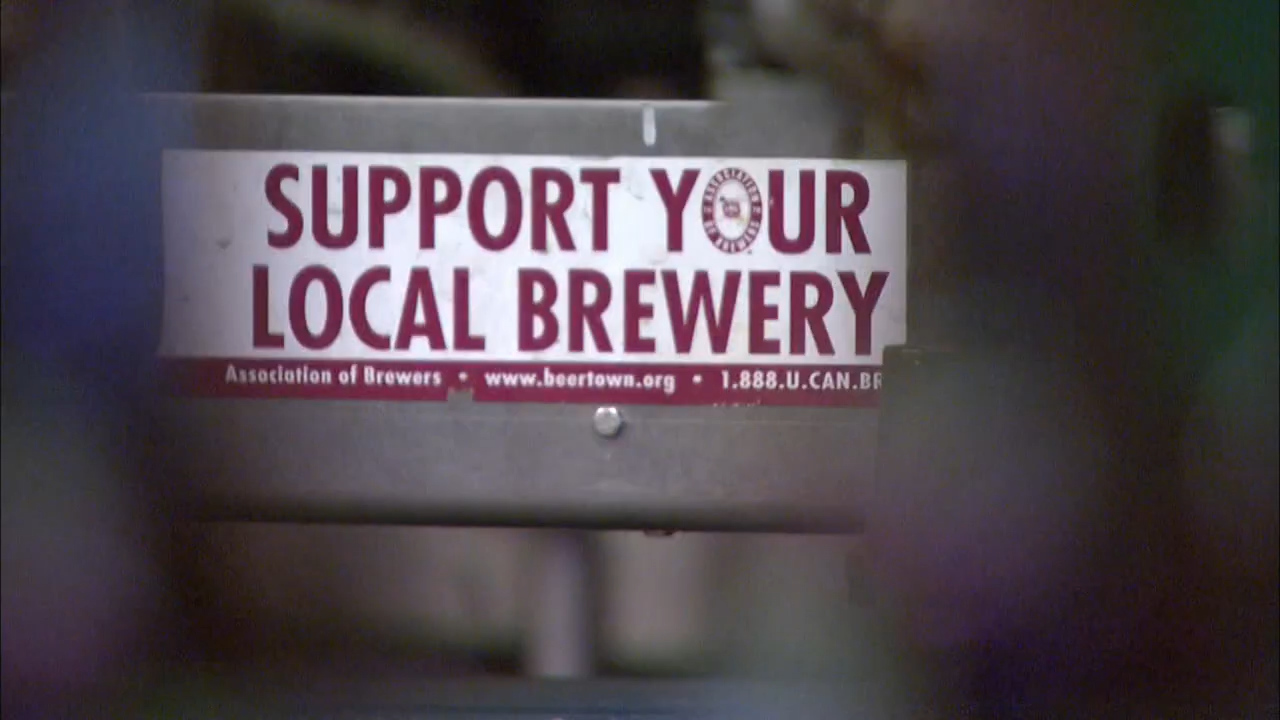 SUPPORT YOUR
LOCAL BREWERY
Association of Brewers • www.beertown.org • 1.888.U.CAN.BR